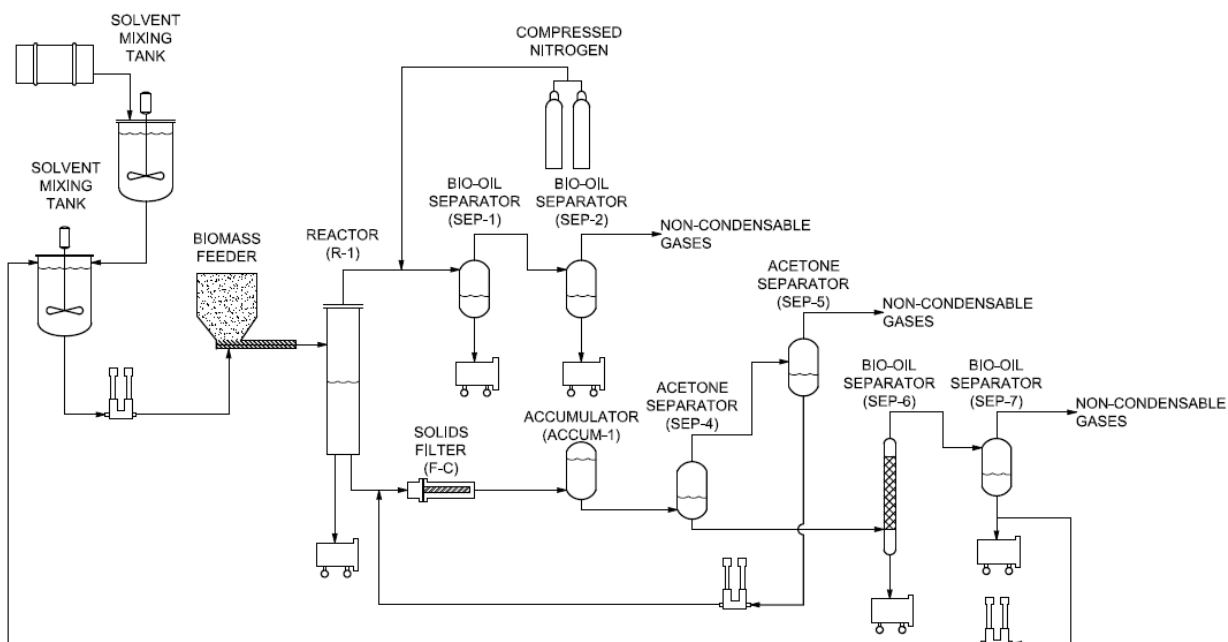 SOLVENT
MIXING
TANK
COMPRESSED
NITROGEN
SOLVENT
MIXING
TANK
BIO-OIL
SEPARATOR
(SEP-1)
BIO-OIL
SEPARATOR
(SEP-2)
NON-CONDENSABLE
GASES
BIOMASS
FEEDER
REACTOR
(R-1)
ACETONE
SEPARATOR
(SEP-5)
NON-CONDENSABLE
GASES
BIO-OIL
SEPARATOR
(SEP-6)
BIO-OIL
SEPARATOR
(SEP-7)
NON-CONDENSABLE
GASES
ACETONE
SEPARATOR
(SEP-4)
ACCUMULATOR
(ACCUM-1)
SOLIDS
FILTER
(F-C)